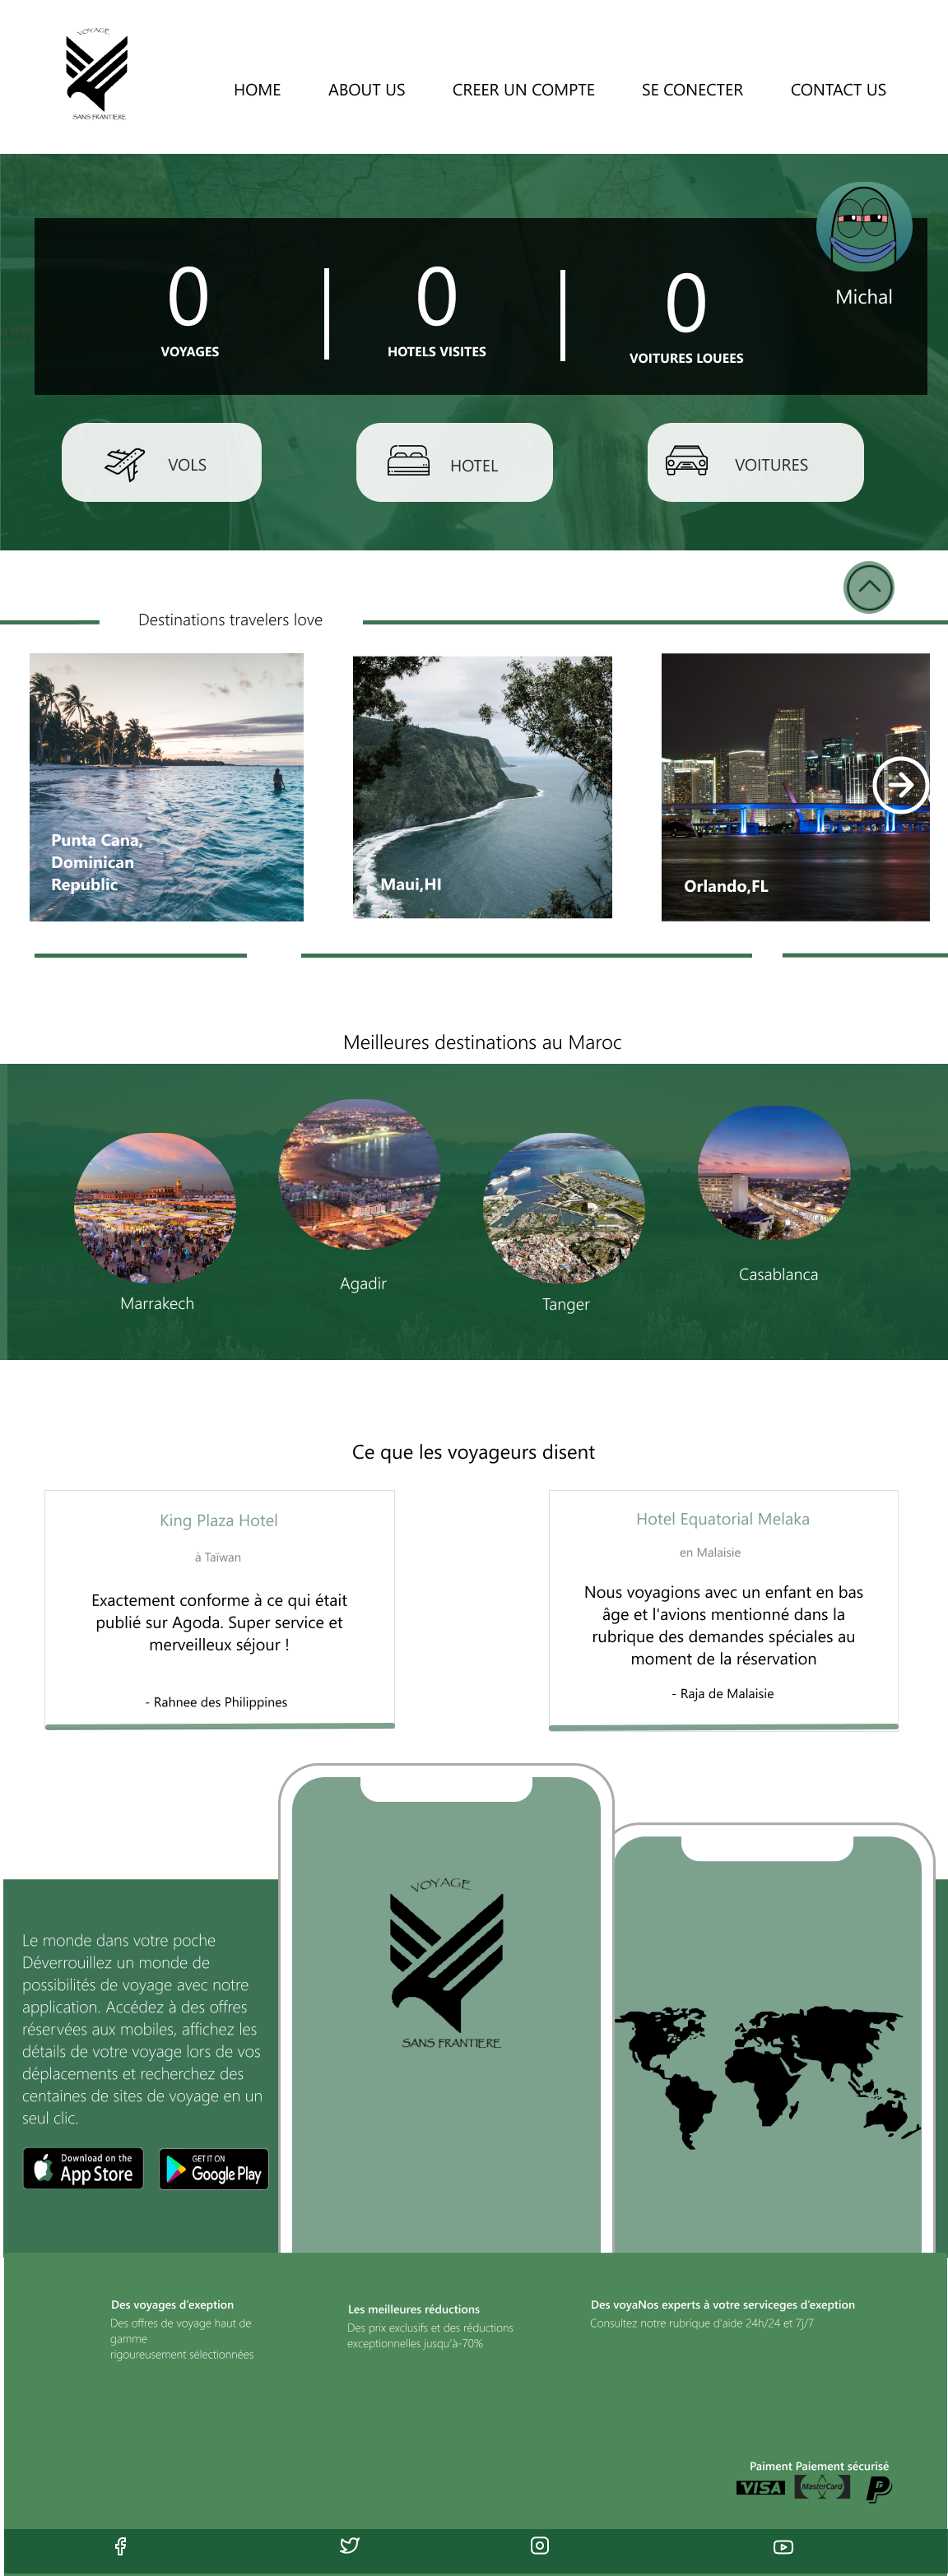 VOYAGE
SANS FRANTIERE
HOME ABOUT US CREER UN COMPTE SE CONECTER CONTACT US
Michal
0 0 0
VOYAGES HOTELS VISITES VOITURES LOUEES
VOLS HOTEL VOITURES
Destinations travelers love
Punta Cana,
Dominican
Republic
Maui,HI
Orlando,FL
Meilleures destinations au Maroc
Marrakech
Agadir
Tanger
Casablanca
Ce que les voyageurs disent
King Plaza Hotel
à Taïwan
Exactement conforme à ce qui était
publié sur Agoda. Super service et
merveilleux séjour !
- Rahnee des Philippines
Hotel Equatorial Melaka
en Malaisie
Nous voyagions avec un enfant en bas
âge et l'avions mentionné dans la
rubrique des demandes spéciales au
moment de la réservation
- Raja de Malaisie
VOYAGE
SANS FRANTIERE
Le monde dans votre poche
Déverrouillez un monde de
possibilités de voyage avec notre
application. Accédez à des offres
réservées aux mobiles, affichez les
détails de votre voyage lors de vos
déplacements et recherchez des
centaines de sites de voyage en un
seul clic.
Download on the
App Store
GET IT ON
Google Play
Des voyages d'exeption
Des offres de voyage haut de
gamme
rigoureusement sélectionnées
Les meilleures réductions
Des prix exclusifs et des réductions
exceptionnelles jusqu'à-70%
Des voyaNos experts à votre serviceges d'exeption
Consultez notre rubrique d'aide 24h/24 et 7j/7
Paiment Paiement sécurisé
VISA MasterCard